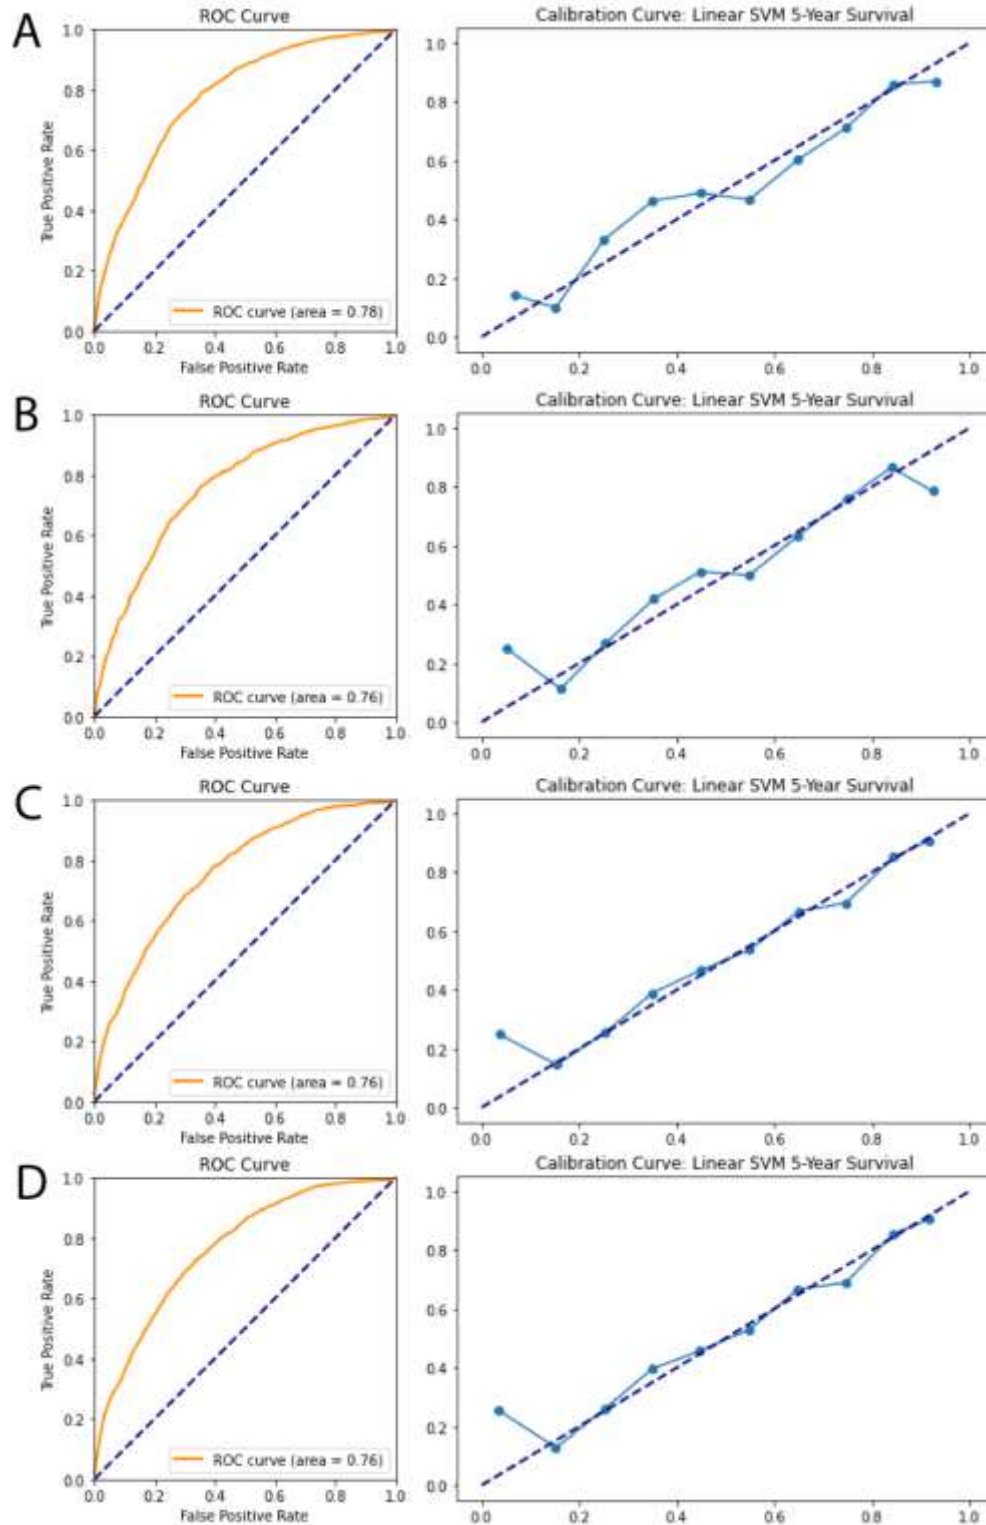 A
ROC Curve
1.0
0.8
0.6
0.4
0.2
0.0
True Positive Rate
ROC curve (area = 0.78)
0.0 0.2 0.4 0.6 0.8 1.0
False Positive Rate
Calibration Curve: Linear SVM 5-Year Survival
1.0
0.8
0.6
0.4
0.2
0.0
0.0 0.2 0.4 0.6 0.8 1.0
B
ROC Curve
1.0
0.8
0.6
0.4
0.2
0.0
True Positive Rate
ROC curve (area = 0.76)
0.0 0.2 0.4 0.6 0.8 1.0
False Positive Rate
Calibration Curve: Linear SVM 5-Year Survival
1.0
0.8
0.6
0.4
0.2
0.0
0.0 0.2 0.4 0.6 0.8 1.0
C
ROC Curve
1.0
0.8
0.6
0.4
0.2
0.0
True Positive Rate
ROC curve (area = 0.76)
0.0 0.2 0.4 0.6 0.8 1.0
False Positive Rate
Calibration Curve: Linear SVM 5-Year Survival
1.0
0.8
0.6
0.4
0.2
0.0
0.0 0.2 0.4 0.6 0.8 1.0
D
ROC Curve
1.0
0.8
0.6
0.4
0.2
0.0
True Positive Rate
ROC curve (area = 0.76)
0.0 0.2 0.4 0.6 0.8 1.0
False Positive Rate
Calibration Curve: Linear SVM 5-Year Survival
1.0
0.8
0.6
0.4
0.2
0.0
0.0 0.2 0.4 0.6 0.8 1.0